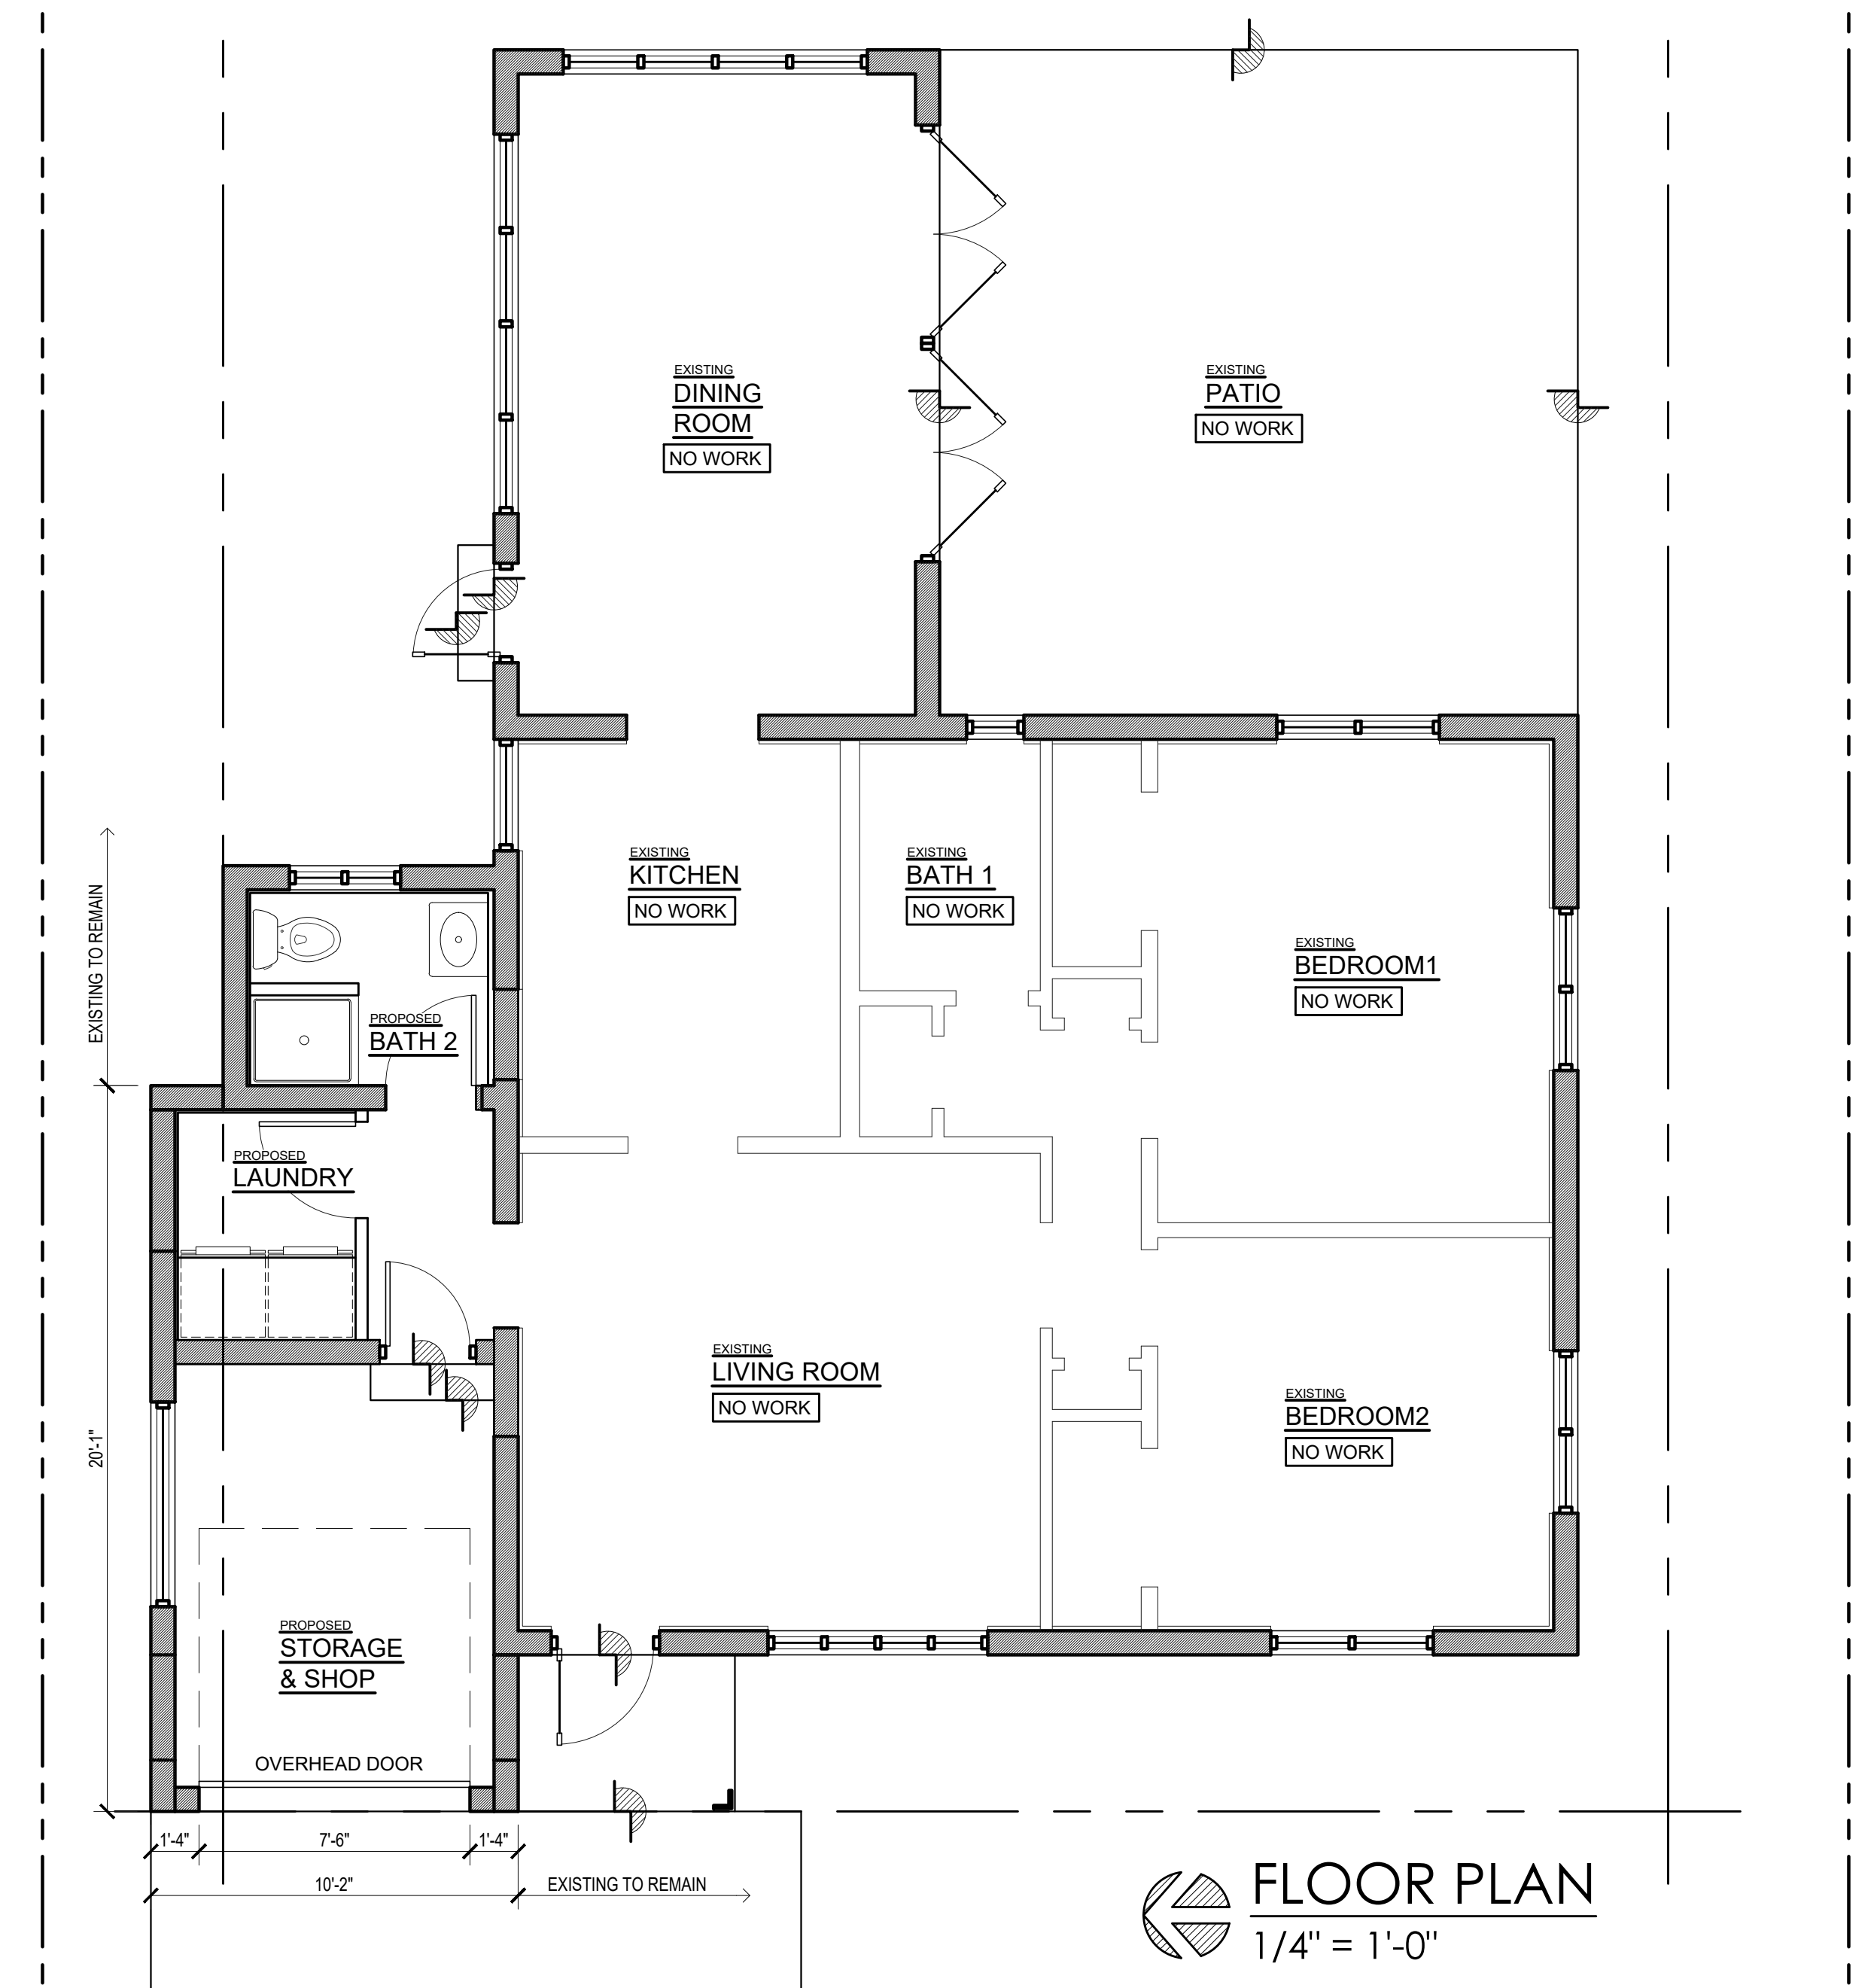 EXISTING
DINING
ROOM
NO WORK
EXISTING
PATIO
NO WORK
EXISTING
KITCHEN
NO WORK
EXISTING
BATH 1
NO WORK
EXISTING
BEDROOM1
NO WORK
EXISTING TO REMAIN
PROPOSED
BATH 2
PROPOSED
LAUNDRY
EXISTING
LIVING ROOM
NO WORK
EXISTING
BEDROOM2
NO WORK
20'-1"
PROPOSED
STORAGE
& SHOP
OVERHEAD DOOR
1'-4"
7'-6"
1'-4"
10'-2"
EXISTING TO REMAIN
FLOOR PLAN
1/4" = 1'-0"